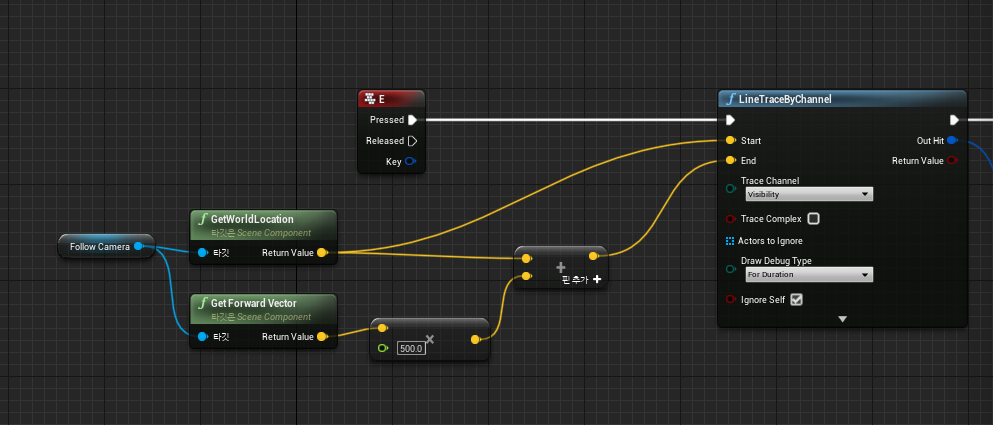 E
Pressed
Released
Key
LineTraceByChannel
Start
Out Hit
End
Return Value
Trace Channel
Visibility
Trace Complex
Actors to Ignore
Draw Debug Type
For Duration
Ignore Self
Follow Camera
GetWorldLocation
타깃은 Scene Component
타깃
Return Value
Get Forward Vector
타깃은 Scene Component
타깃
Return Value
핀 추가
500.0